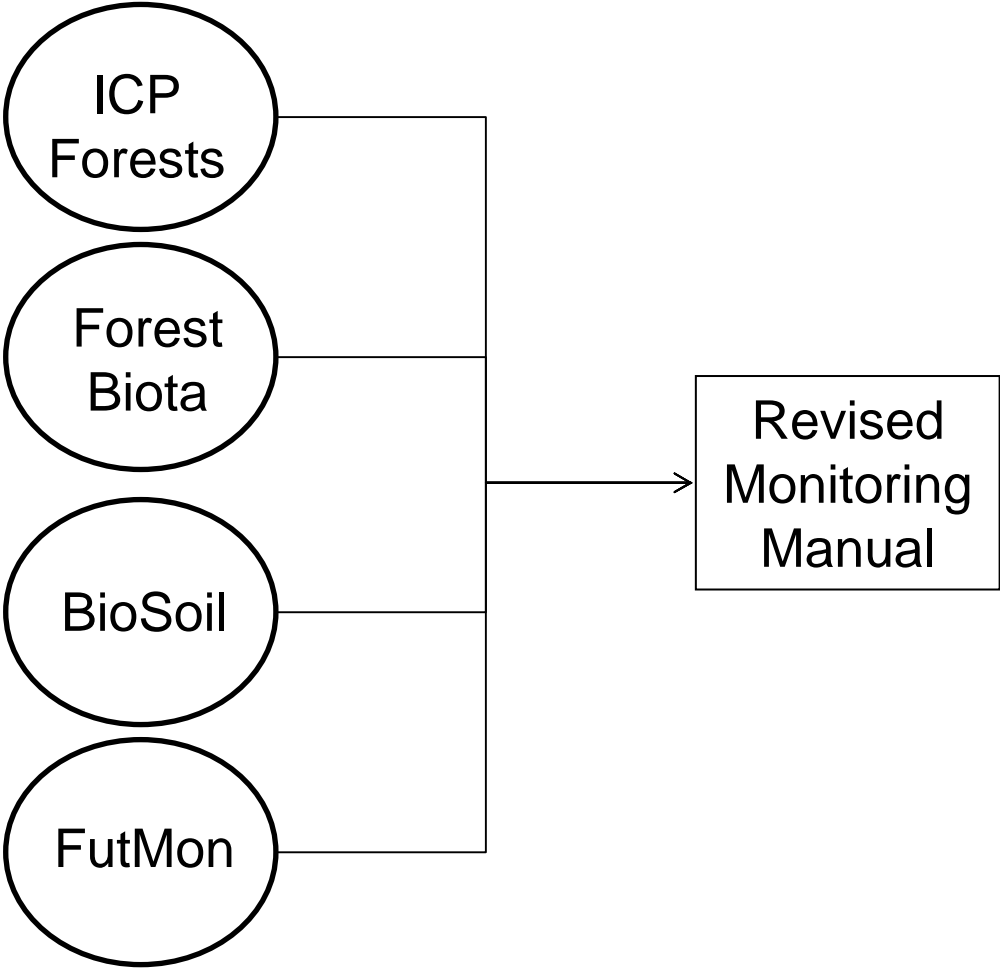 ICP
Forests
Forest
Biota
BioSoil
FutMon
Revised
Monitoring
Manual